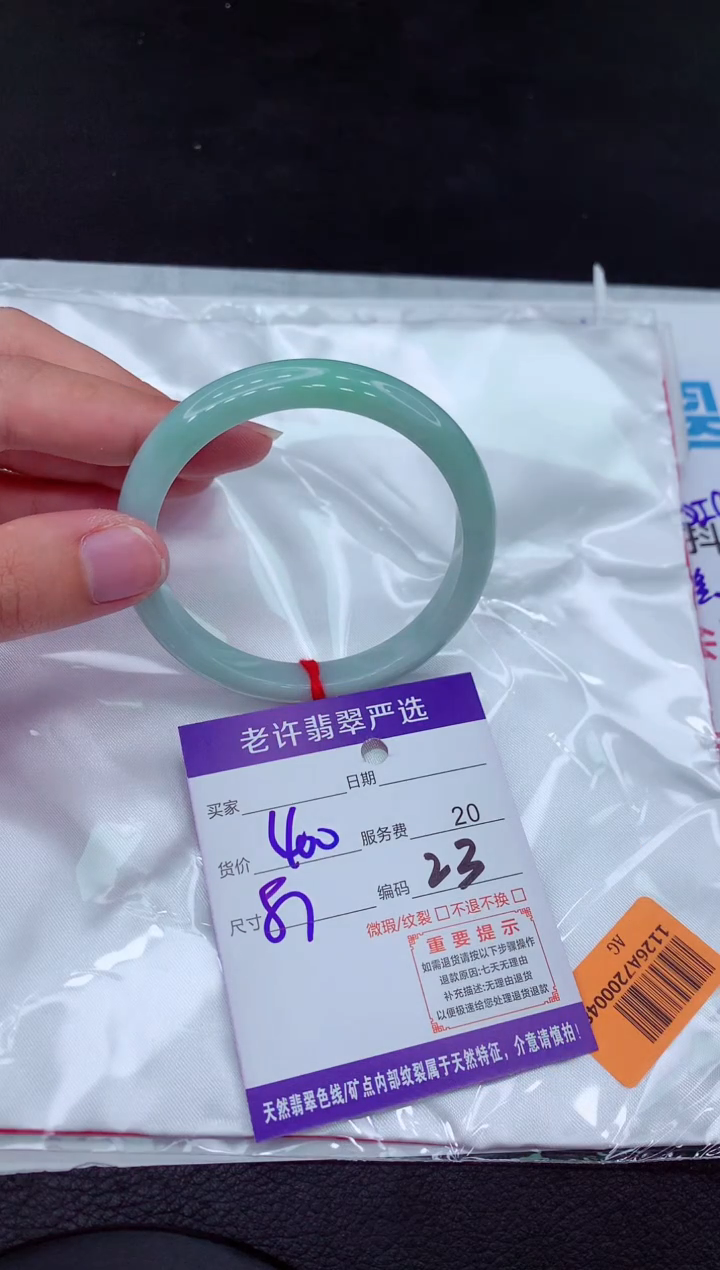 老许翡翠严选
买家 日期
货价 400 服务费 20
尺寸 编码 23
微瑕/纹裂 □不退不换 □
重要提示
如需退货请按以下步骤操作
退款原因:七天无理由
补充描述:无理由退货
以便极速给您处理退货退款
天然翡翠色线/矿点内部纹裂属于天然特征，介意请慎拍!
AG